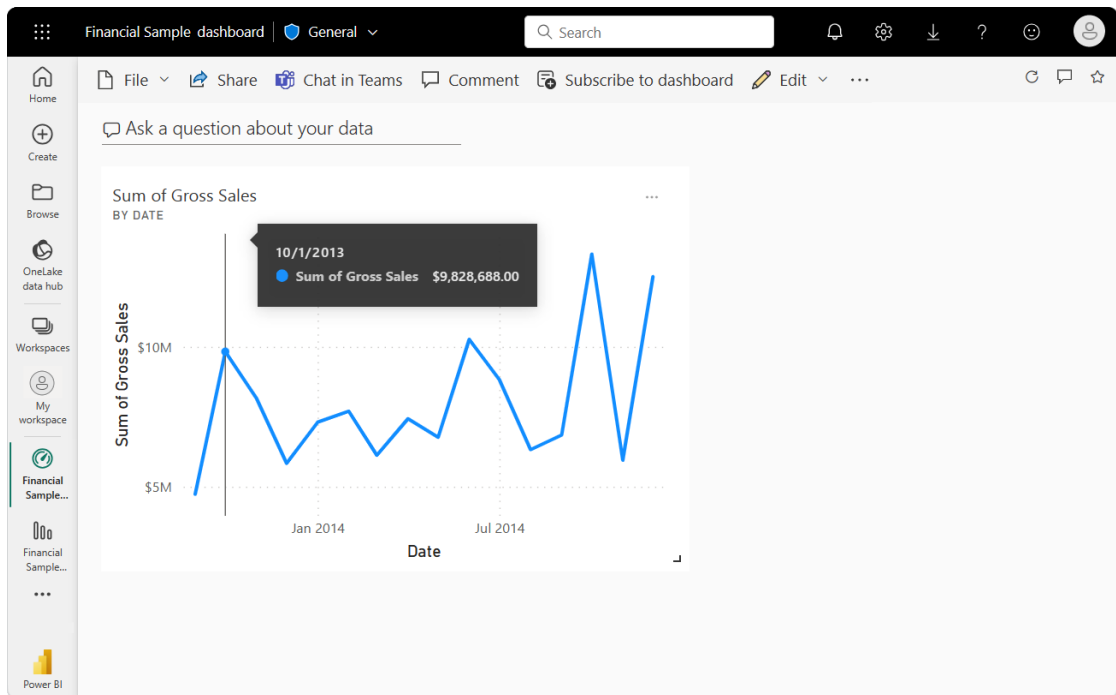 Financial Sample dashboard General Search
File Share Chat in Teams Comment Subscribe to dashboard Edit ...
Home
Create
Browse
OneLake
data hub
Workspaces
My
workspace
Financial
Sample...
Financial
Sample...
Power BI
Ask a question about your data
Sum of Gross Sales
BY DATE
10/1/2013
Sum of Gross Sales $9,828,688.00
Sum of Gross Sales
$10M
$5M
Jan 2014 Jul 2014
Date